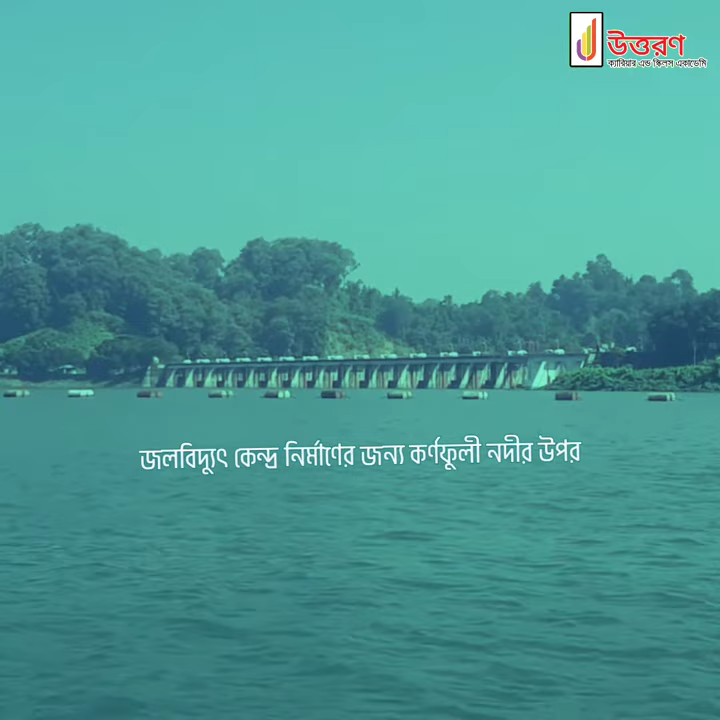 উত্তরণ
ক্যারিয়ার এন্ড স্কিলস একাডেমি
জলবিদ্যুৎ কেন্দ্র নির্মাণের জন্য কর্ণফুলী নদীর উপর